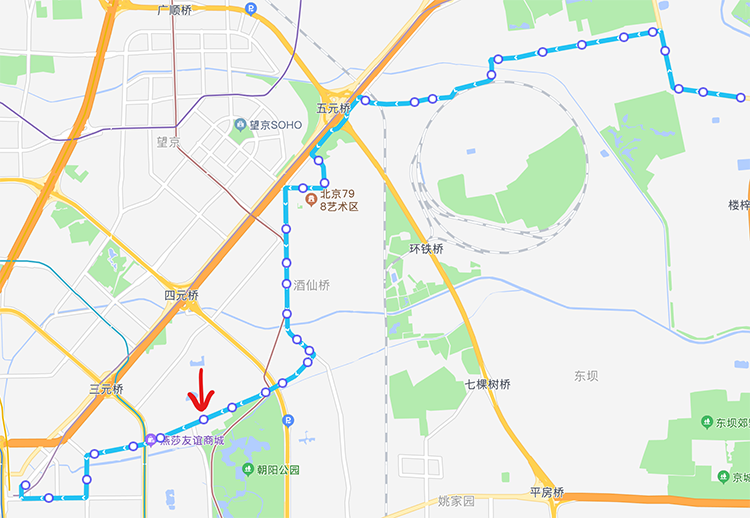 广顺桥
五元桥
望京SOHO
望京
北京79
8艺术区
楼梓
环铁桥
酒仙桥
四元桥
东坝
七棵树桥
三元桥
东坝郊
燕莎友谊商城
朝阳公园
京城
平房桥
姚家园